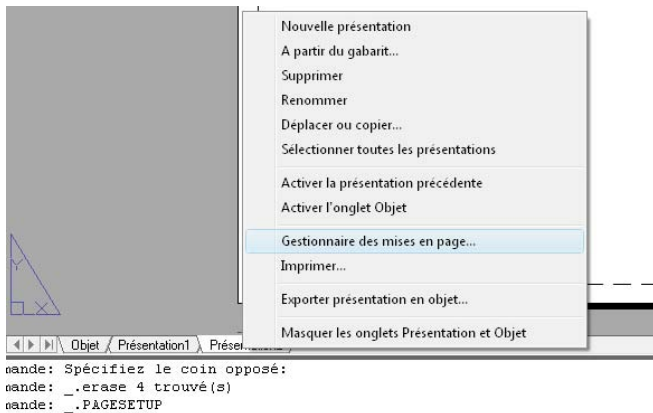 Nouvelle présentation
A partir du gabarit...
Supprimer
Renommer
Déplacer ou copier...
Sélectionner toutes les présentations
Activer la présentation précédente
Activer l'onglet Objet
Gestionnaire des mises en page...
Imprimer...
Exporter présentation en objet...
Masquer les onglets Présentation et Objet
Y
X
Objet Présentation1
mande: Spécifiez le coin opposé:
mande: _.erase 4 trouvé(s)
mande: _.PAGESETUP